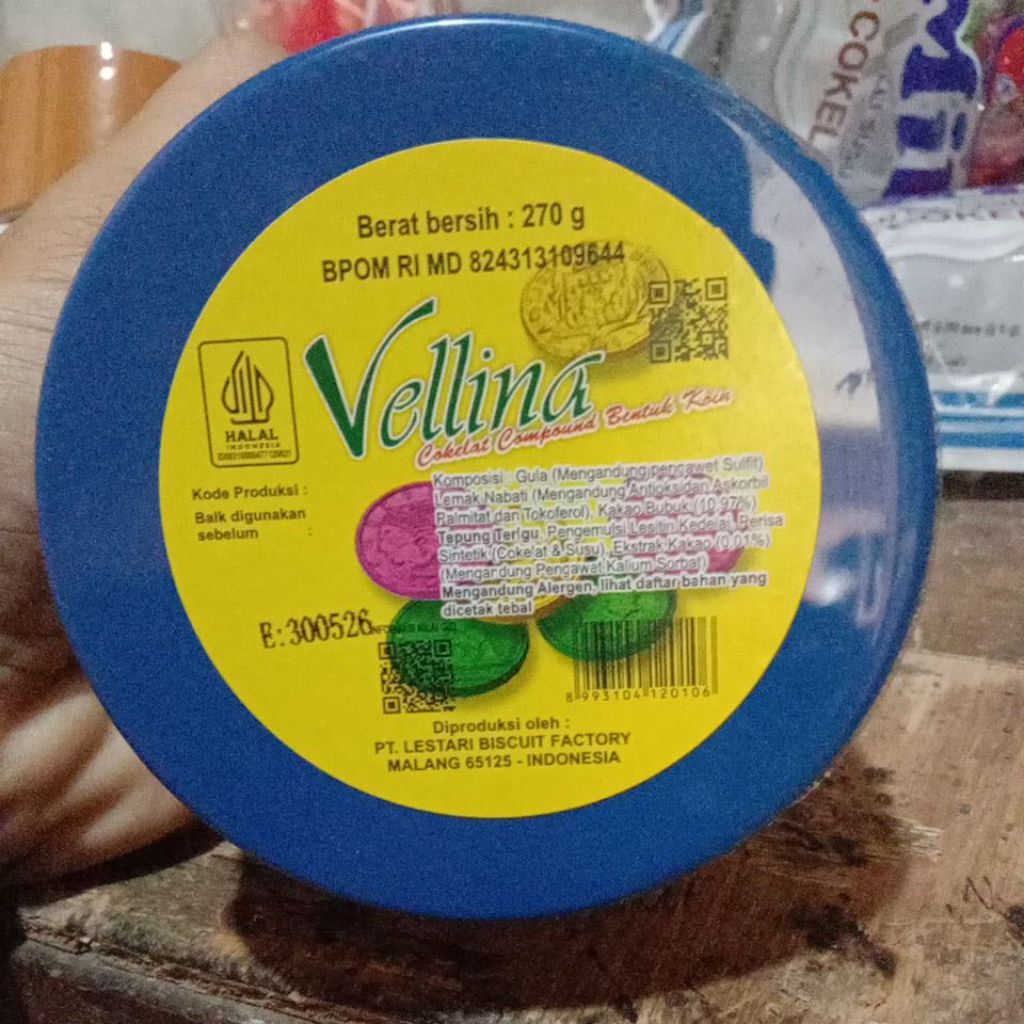 Berat bersih : 270 g
BPOM RI MD 824313109644
Vellina
Cokelat Compound Bentuk Koin
HALAL
INDONESIA
Komposisi : Gula (Mengandung pengawet Sulfit)
Lemak Nabati (Mengandung Antioksidan Askorbil
Palmitat dan Tokoferol), Kakao Bubuk (10,97%)
Tepung Terigu, Pengemulsi Lesitin Kedelai, Perisa
Sintetik (Cokelat & Susu), Ekstrak Kakao (0,01%)
(Mengandung Pengawet Kalium Sorbat)
Mengandung Alergen, lihat daftar bahan yang
dicetak tebal
Kode Produksi :
Baik digunakan
sebelum :
E:300526
8 993104 120106
Diproduksi oleh :
PT. LESTARI BISCUIT FACTORY
MALANG 65125 - INDONESIA
COKEL